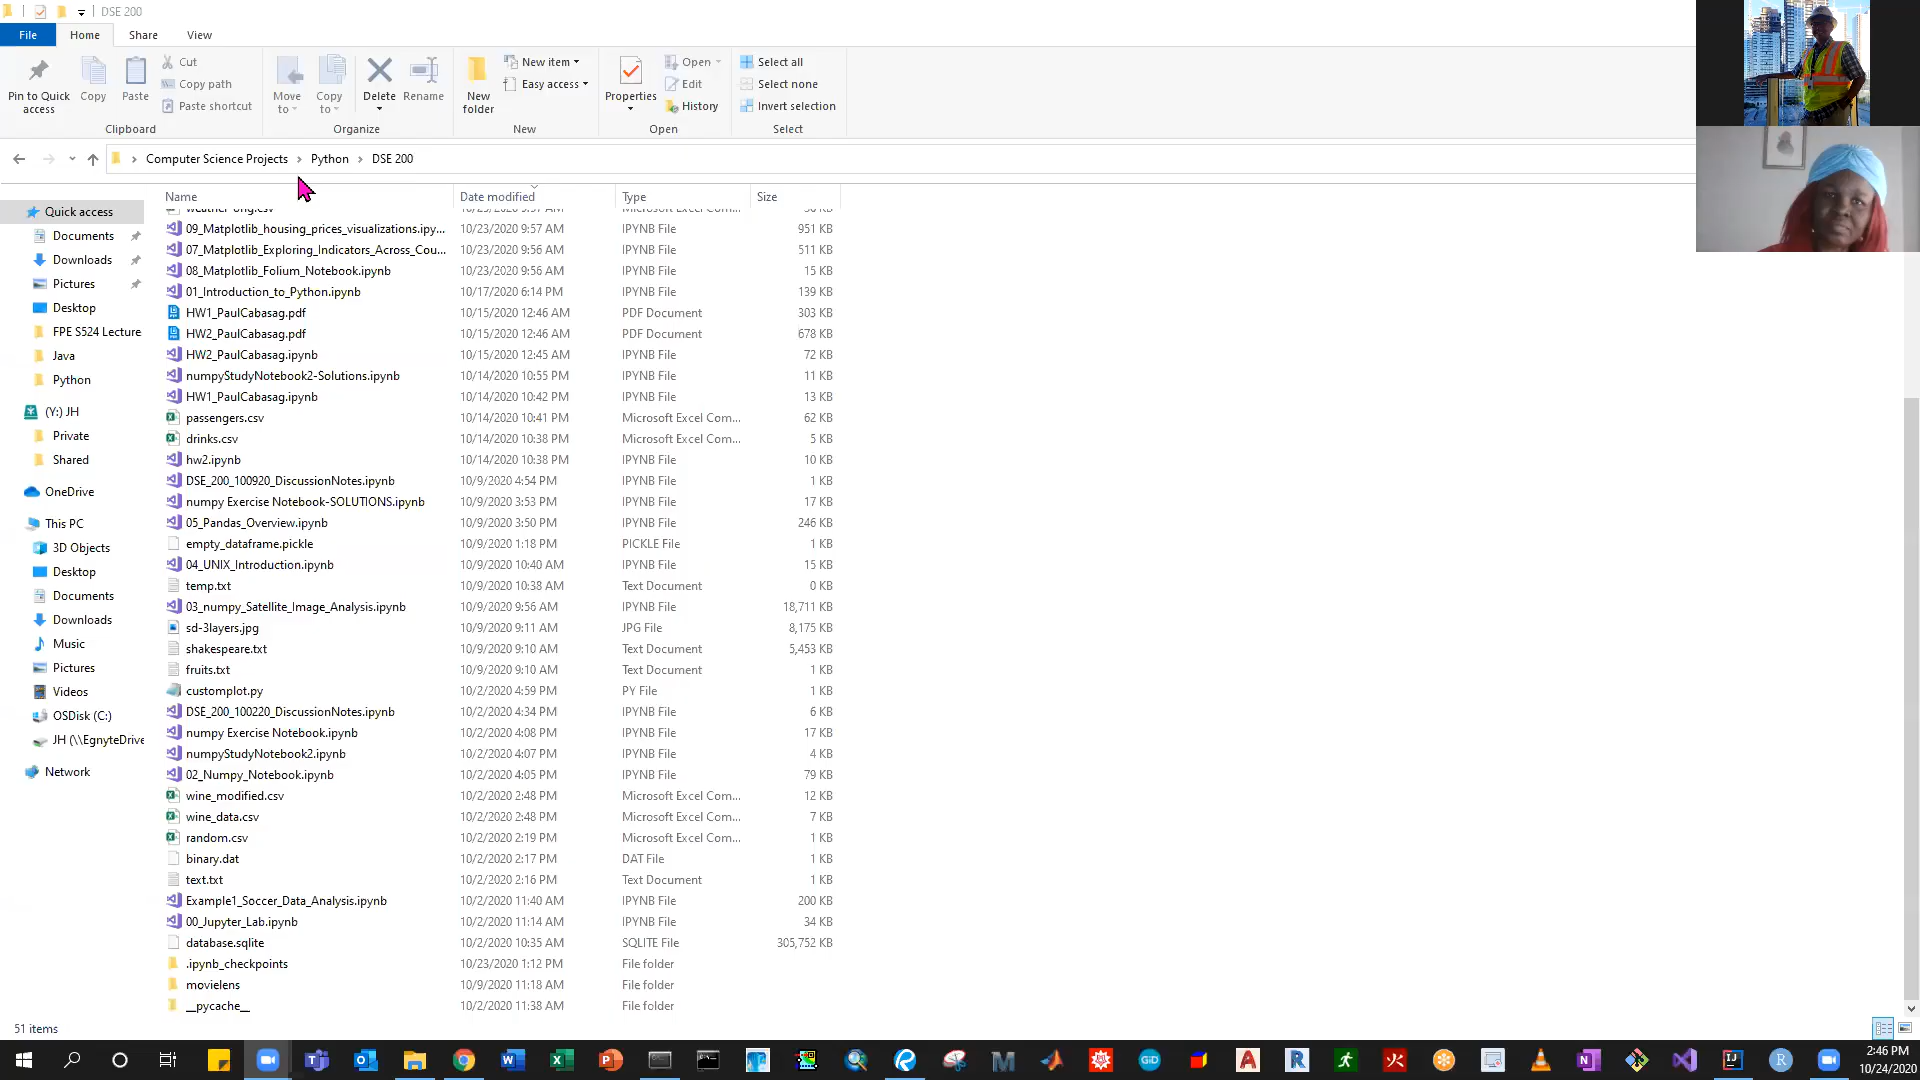 DSE 200
File Home Share View
Pin to Quick access
Copy
Paste
Cut
Copy path
Paste shortcut
Move to
Copy to
Delete
Rename
New folder
New item
Easy access
Properties
Open
Edit
History
Select all
Select none
Invert selection
Clipboard Organize New Open Select
Computer Science Projects Python DSE 200
Name Date modified Type Size
Quick access
Documents
Downloads
Pictures
Desktop
FPE S524 Lecture
Java
Python
(Y:) JH
Private
Shared
OneDrive
This PC
3D Objects
Desktop
Documents
Downloads
Music
Pictures
Videos
OSDisk (C:)
JH (\\EgnyteDrive
Network
09_Matplotlib_housing_prices_visualizations.ipy... 10/23/2020 9:57 AM IPYNB File 951 KB
07_Matplotlib_Exploring_Indicators_Across_Cou... 10/23/2020 9:56 AM IPYNB File 511 KB
08_Matplotlib_Folium_Notebook.ipynb 10/23/2020 9:56 AM IPYNB File 15 KB
01_Introduction_to_Python.ipynb 10/17/2020 6:14 PM IPYNB File 139 KB
HW1_PaulCabasag.pdf 10/15/2020 12:46 AM PDF Document 303 KB
HW2_PaulCabasag.pdf 10/15/2020 12:46 AM PDF Document 678 KB
HW2_PaulCabasag.ipynb 10/15/2020 12:45 AM IPYNB File 72 KB
numpyStudyNotebook2-Solutions.ipynb 10/14/2020 10:55 PM IPYNB File 11 KB
HW1_PaulCabasag.ipynb 10/14/2020 10:42 PM IPYNB File 13 KB
passengers.csv 10/14/2020 10:41 PM Microsoft Excel Com... 62 KB
drinks.csv 10/14/2020 10:38 PM Microsoft Excel Com... 5 KB
hw2.ipynb 10/14/2020 10:38 PM IPYNB File 10 KB
DSE_200_100920_DiscussionNotes.ipynb 10/9/2020 4:54 PM IPYNB File 1 KB
numpy Exercise Notebook-SOLUTIONS.ipynb 10/9/2020 3:53 PM IPYNB File 17 KB
05_Pandas_Overview.ipynb 10/9/2020 3:50 PM IPYNB File 246 KB
empty_dataframe.pickle 10/9/2020 1:18 PM PICKLE File 1 KB
04_UNIX_Introduction.ipynb 10/9/2020 10:40 AM IPYNB File 15 KB
temp.txt 10/9/2020 10:38 AM Text Document 0 KB
03_numpy_Satellite_Image_Analysis.ipynb 10/9/2020 9:56 AM IPYNB File 18,711 KB
sd-3layers.jpg 10/9/2020 9:11 AM JPG File 8,175 KB
shakespeare.txt 10/9/2020 9:10 AM Text Document 5,453 KB
fruits.txt 10/9/2020 9:10 AM Text Document 1 KB
customplot.py 10/2/2020 4:59 PM PY File 1 KB
DSE_200_100220_DiscussionNotes.ipynb 10/2/2020 4:34 PM IPYNB File 6 KB
numpy Exercise Notebook.ipynb 10/2/2020 4:08 PM IPYNB File 17 KB
numpyStudyNotebook2.ipynb 10/2/2020 4:07 PM IPYNB File 4 KB
02_Numpy_Notebook.ipynb 10/2/2020 4:05 PM IPYNB File 79 KB
wine_modified.csv 10/2/2020 2:48 PM Microsoft Excel Com... 12 KB
wine_data.csv 10/2/2020 2:48 PM Microsoft Excel Com... 7 KB
random.csv 10/2/2020 2:19 PM Microsoft Excel Com... 1 KB
binary.dat 10/2/2020 2:17 PM DAT File 1 KB
text.txt 10/2/2020 2:16 PM Text Document 1 KB
Example1_Soccer_Data_Analysis.ipynb 10/2/2020 11:40 AM IPYNB File 200 KB
00_Jupyter_Lab.ipynb 10/2/2020 11:14 AM IPYNB File 34 KB
database.sqlite 10/2/2020 10:35 AM SQLITE File 305,752 KB
.ipynb_checkpoints 10/23/2020 1:12 PM File folder
movielens 10/9/2020 11:18 AM File folder
__pycache__ 10/2/2020 11:38 AM File folder
51 items
2:46 PM
10/24/2020